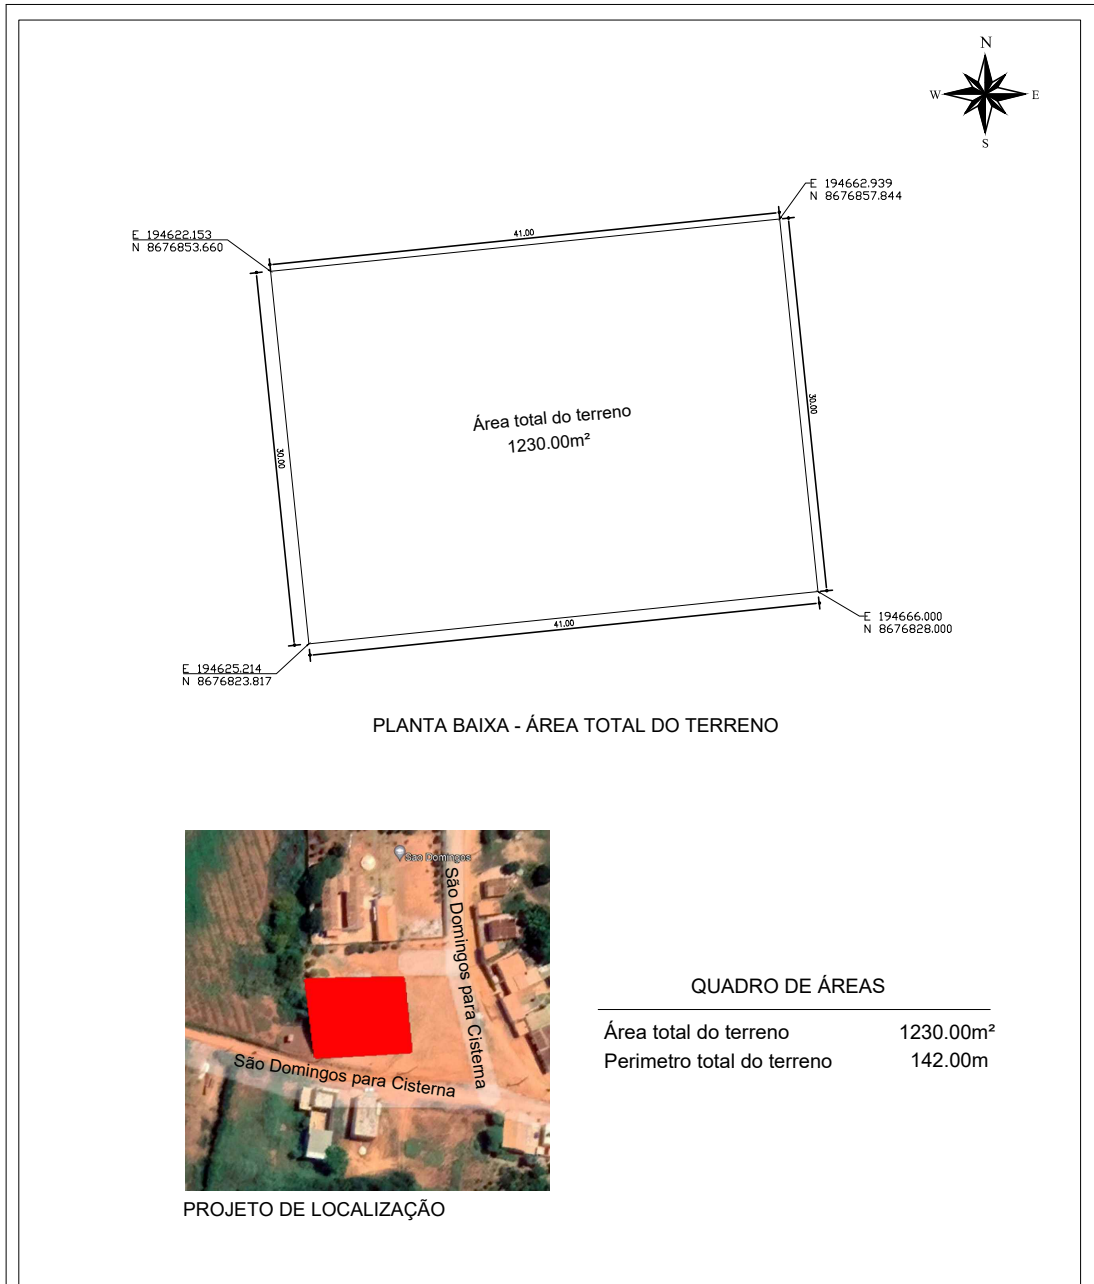 N
W
E
S
E 194662.939
N 8676857.844
E 194622.153
N 8676853.660
41.00
30.00
Área total do terreno
1230.00m²
30.00
41.00
E 194666.000
N 8676828.000
E 194625.214
N 8676823.817
PLANTA BAIXA - ÁREA TOTAL DO TERRENO
São Domingos
São Domingos para Cisterna
São Domingos para Cisterna
PROJETO DE LOCALIZAÇÃO
QUADRO DE ÁREAS
Área total do terreno 1230.00m²
Perimetro total do terreno 142.00m